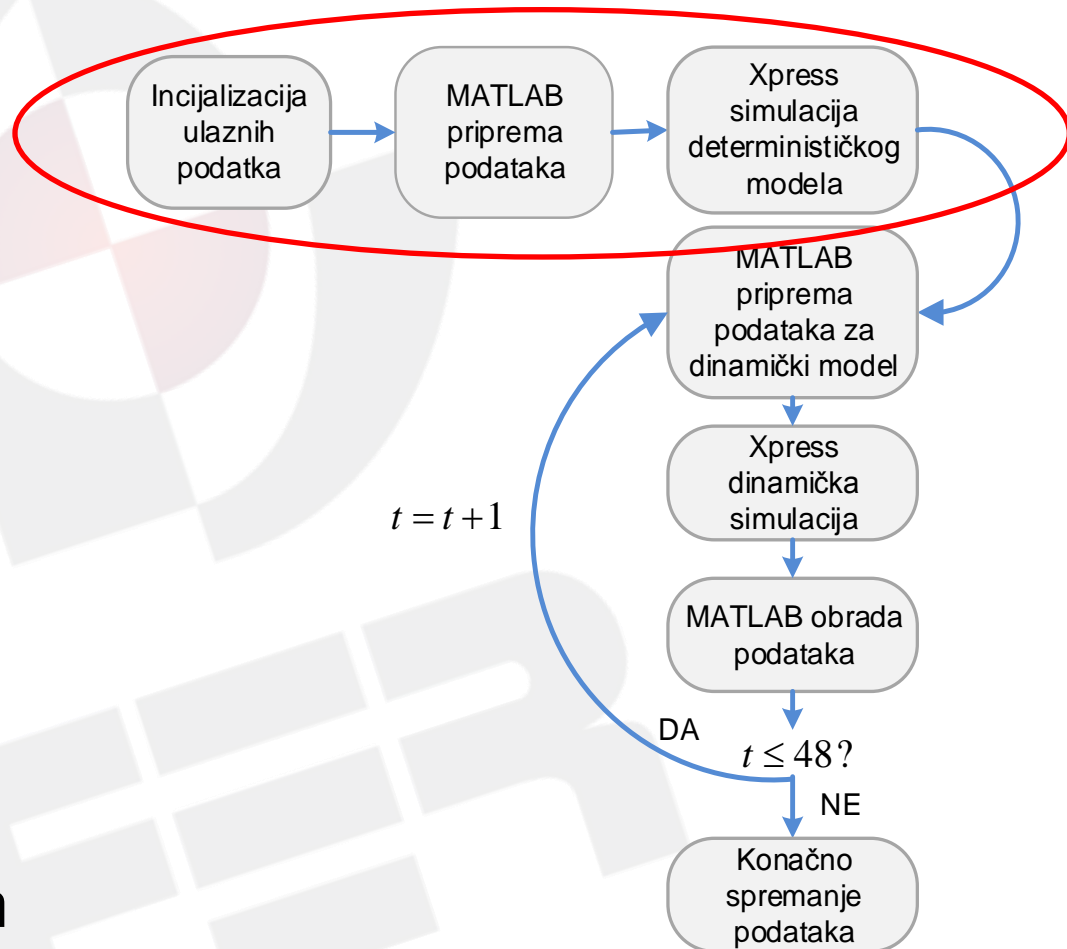 Incijalizacija
ulaznih
podatka
MATLAB
priprema
podataka
Xpress
simulacija
determinističkog
modela
MATLAB
priprema
podataka za
dinamički model
Xpress
dinamička
simulacija
t = t + 1
MATLAB obrada
podataka
DA
t ≤ 48?
NE
Konačno
spremanje
podataka